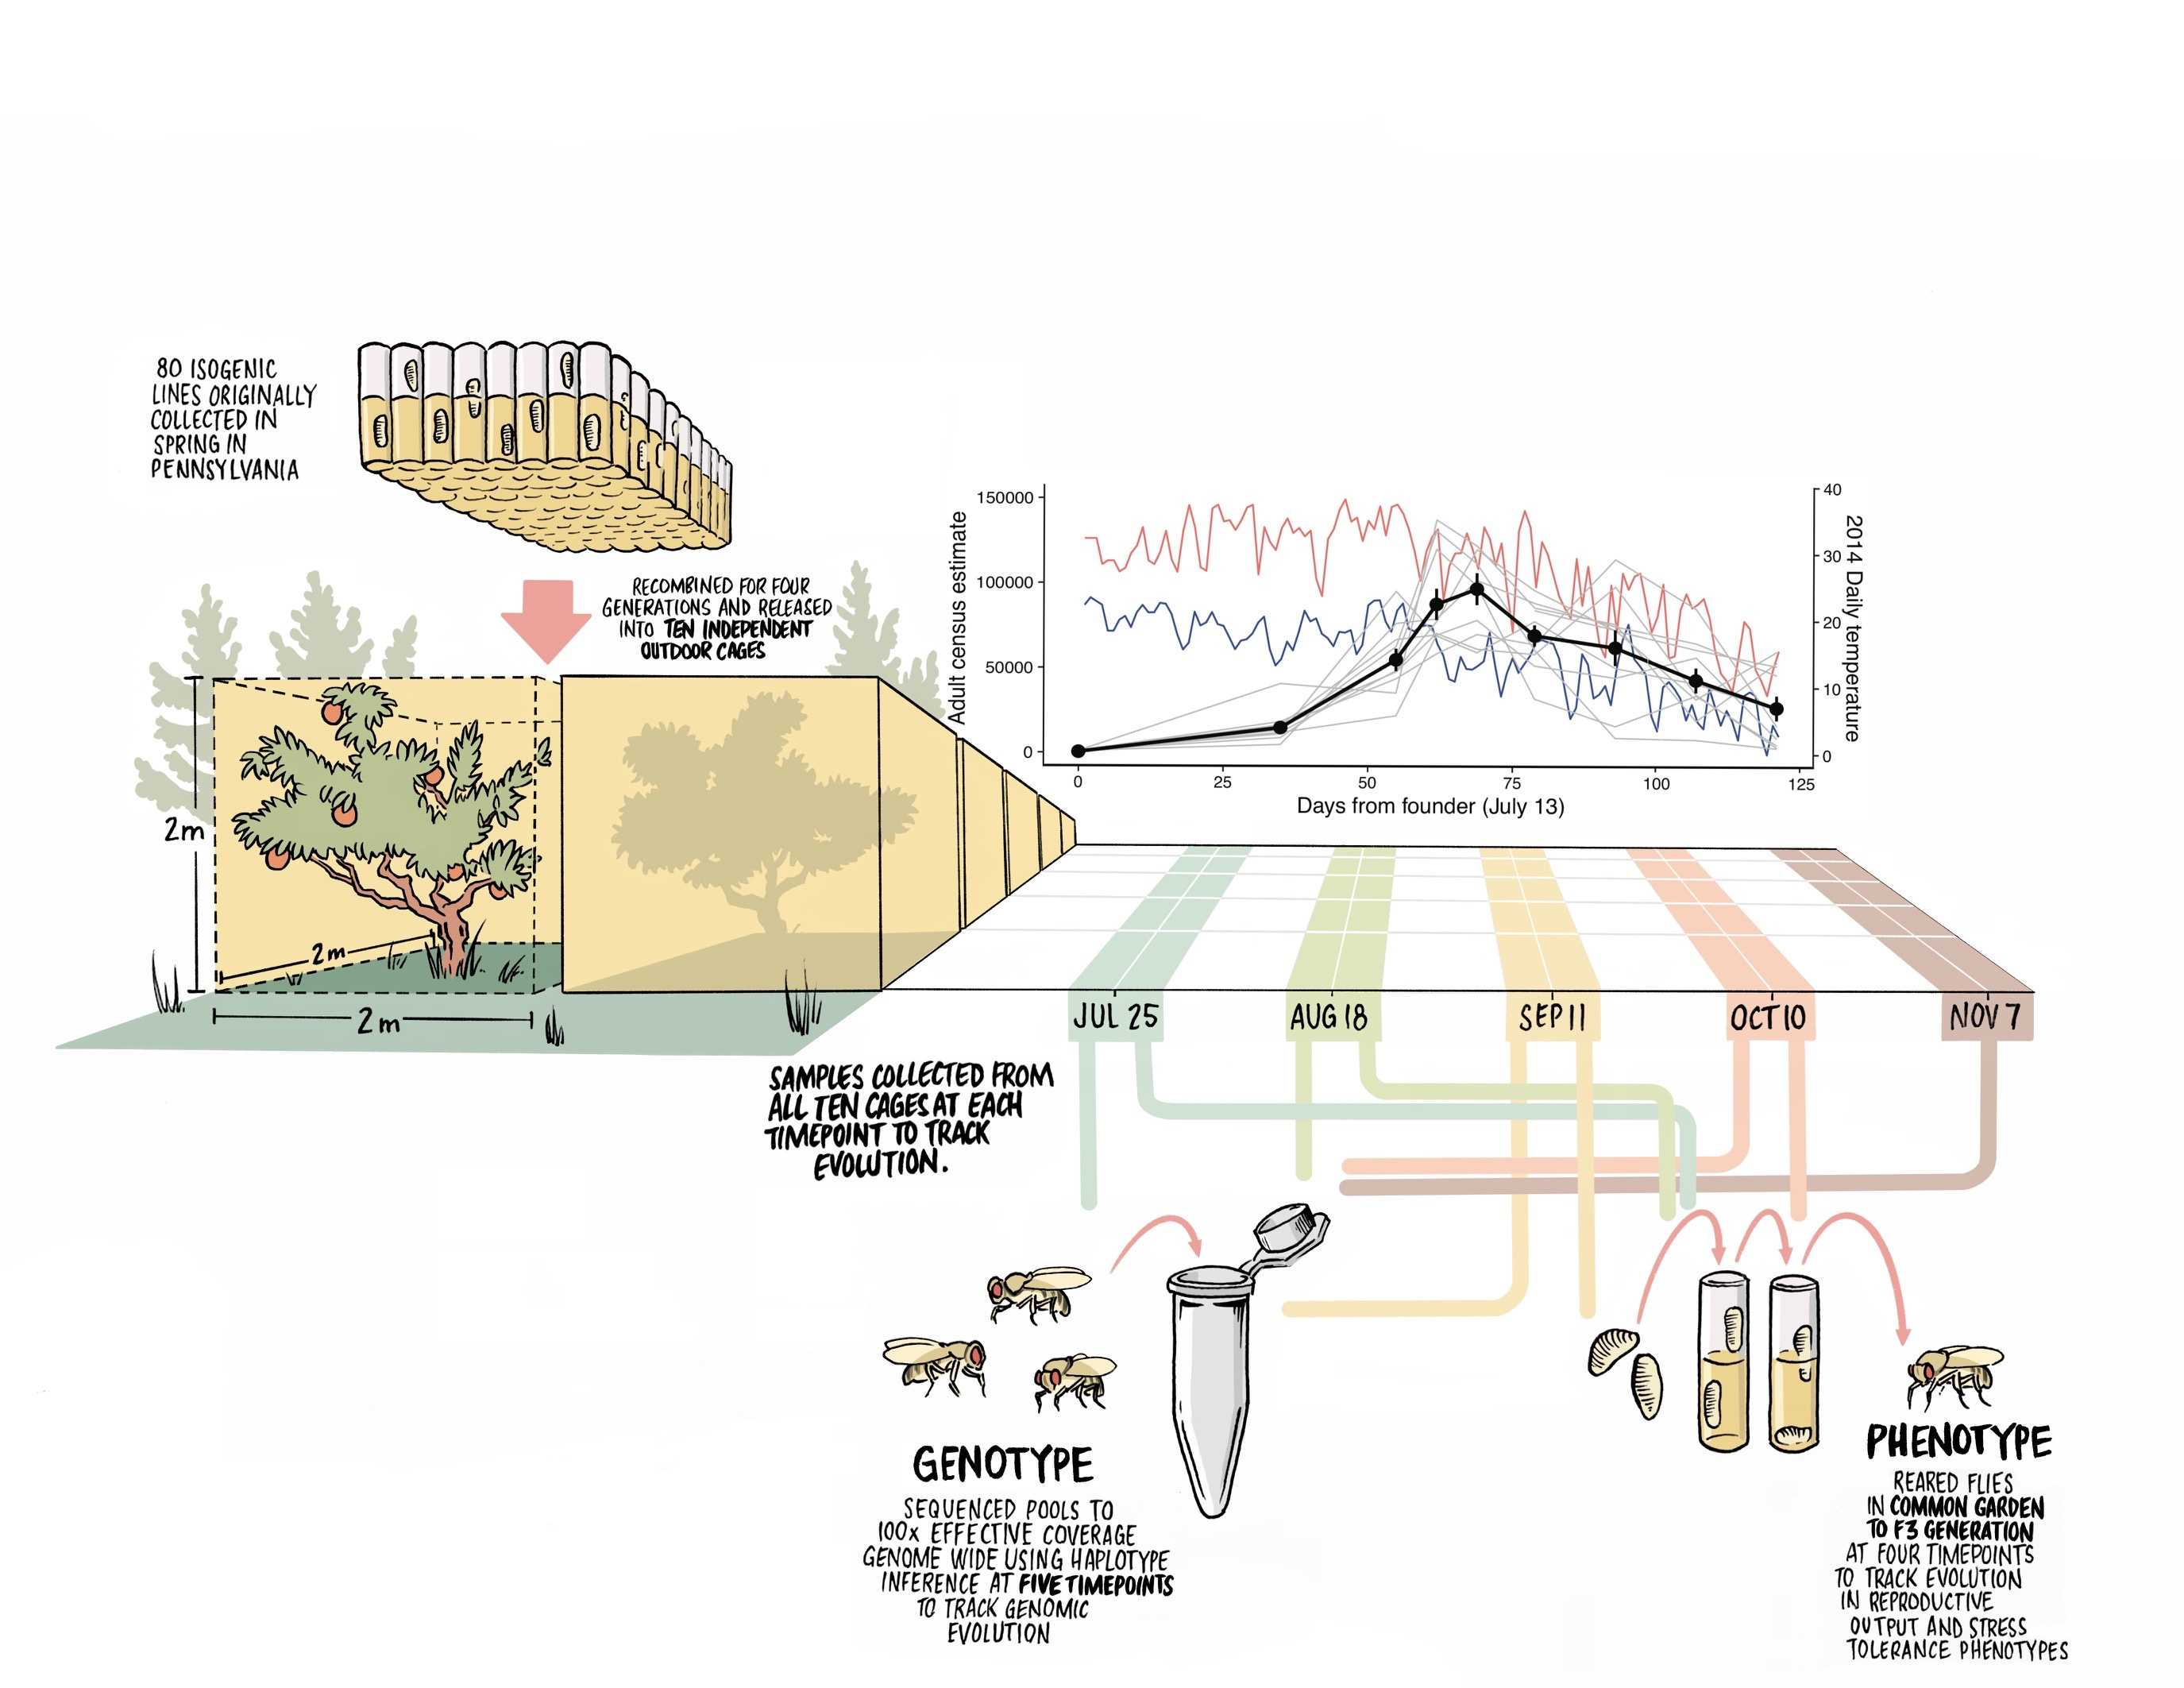 80 ISOGENIC
LINES ORIGINALLY
COLLECTED IN
SPRING IN
PENNSYLVANIA
RECOMBINED FOR FOUR
GENERATIONS AND RELEASED
INTO TEN INDEPENDENT
OUTDOOR CAGES
2m
2m
2m
Adult census estimate
150000
100000
50000
0
2014 Daily temperature
40
30
20
10
0
0
25
50
75
100
125
Days from founder (July 13)
JUL 25
AUG 18
SEP 11
OCT 10
NOV 7
SAMPLES COLLECTED FROM
ALL TEN CAGES AT EACH
TIMEPOINT TO TRACK
EVOLUTION.
GENOTYPE
SEQUENCED POOLS TO
100x EFFECTIVE COVERAGE
GENOME WIDE USING HAPLOTYPE
INFERENCE AT FIVE TIMEPOINTS
TO TRACK GENOMIC
EVOLUTION
PHENOTYPE
REARED FLIES
IN COMMON GARDEN
TO F3 GENERATION
AT FOUR TIMEPOINTS
TO TRACK EVOLUTION
IN REPRODUCTIVE
OUTPUT AND STRESS
TOLERANCE PHENOTYPES